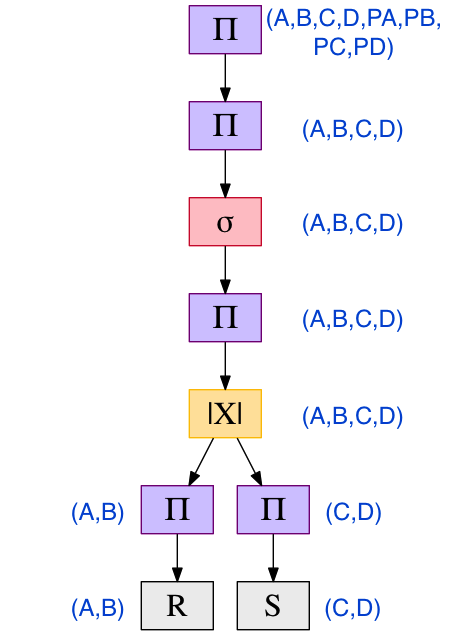 Π (A,B,C,D,PA,PB,
PC,PD)
Π (A,B,C,D)
σ (A,B,C,D)
Π (A,B,C,D)
|X| (A,B,C,D)
(A,B) Π Π (C,D)
(A,B) R S (C,D)